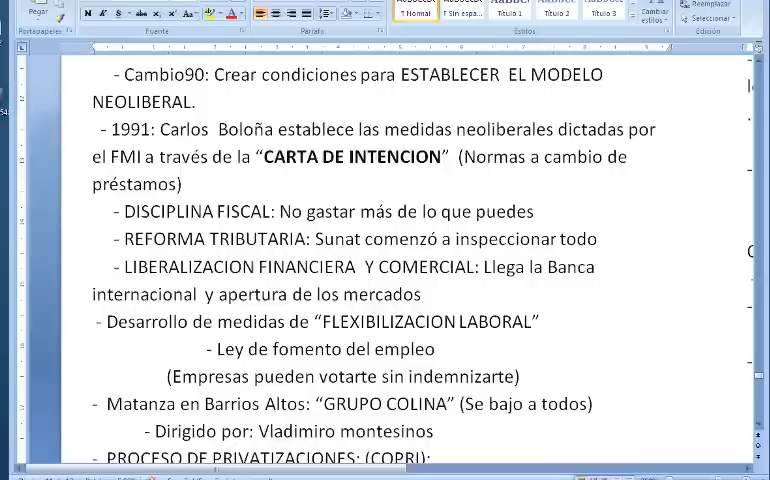 Pegar
Portapapeles
Fuente
Párrafo
¶ Normal
¶ Sin espa...
Título 1
Título 2
Título 3
Estilos
Cambiar
estilos
Reemplazar
Seleccionar
- Cambio90: Crear condiciones para ESTABLECER EL MODELO
NEOLIBERAL.
- 1991: Carlos Boloña establece las medidas neoliberales dictadas por
el FMI a través de la “CARTA DE INTENCION” (Normas a cambio de
préstamos)
- DISCIPLINA FISCAL: No gastar más de lo que puedes
- REFORMA TRIBUTARIA: Sunat comenzó a inspeccionar todo
- LIBERALIZACION FINANCIERA Y COMERCIAL: Llega la Banca
internacional y apertura de los mercados
- Desarrollo de medidas de “FLEXIBILIZACION LABORAL”
- Ley de fomento del empleo
(Empresas pueden votarte sin indemnizarte)
- Matanza en Barrios Altos: “GRUPO COLINA” (Se bajo a todos)
- Dirigido por: Vladimiro montesinos
- PROCESO DE PRIVATIZACIONES: (COPRI):